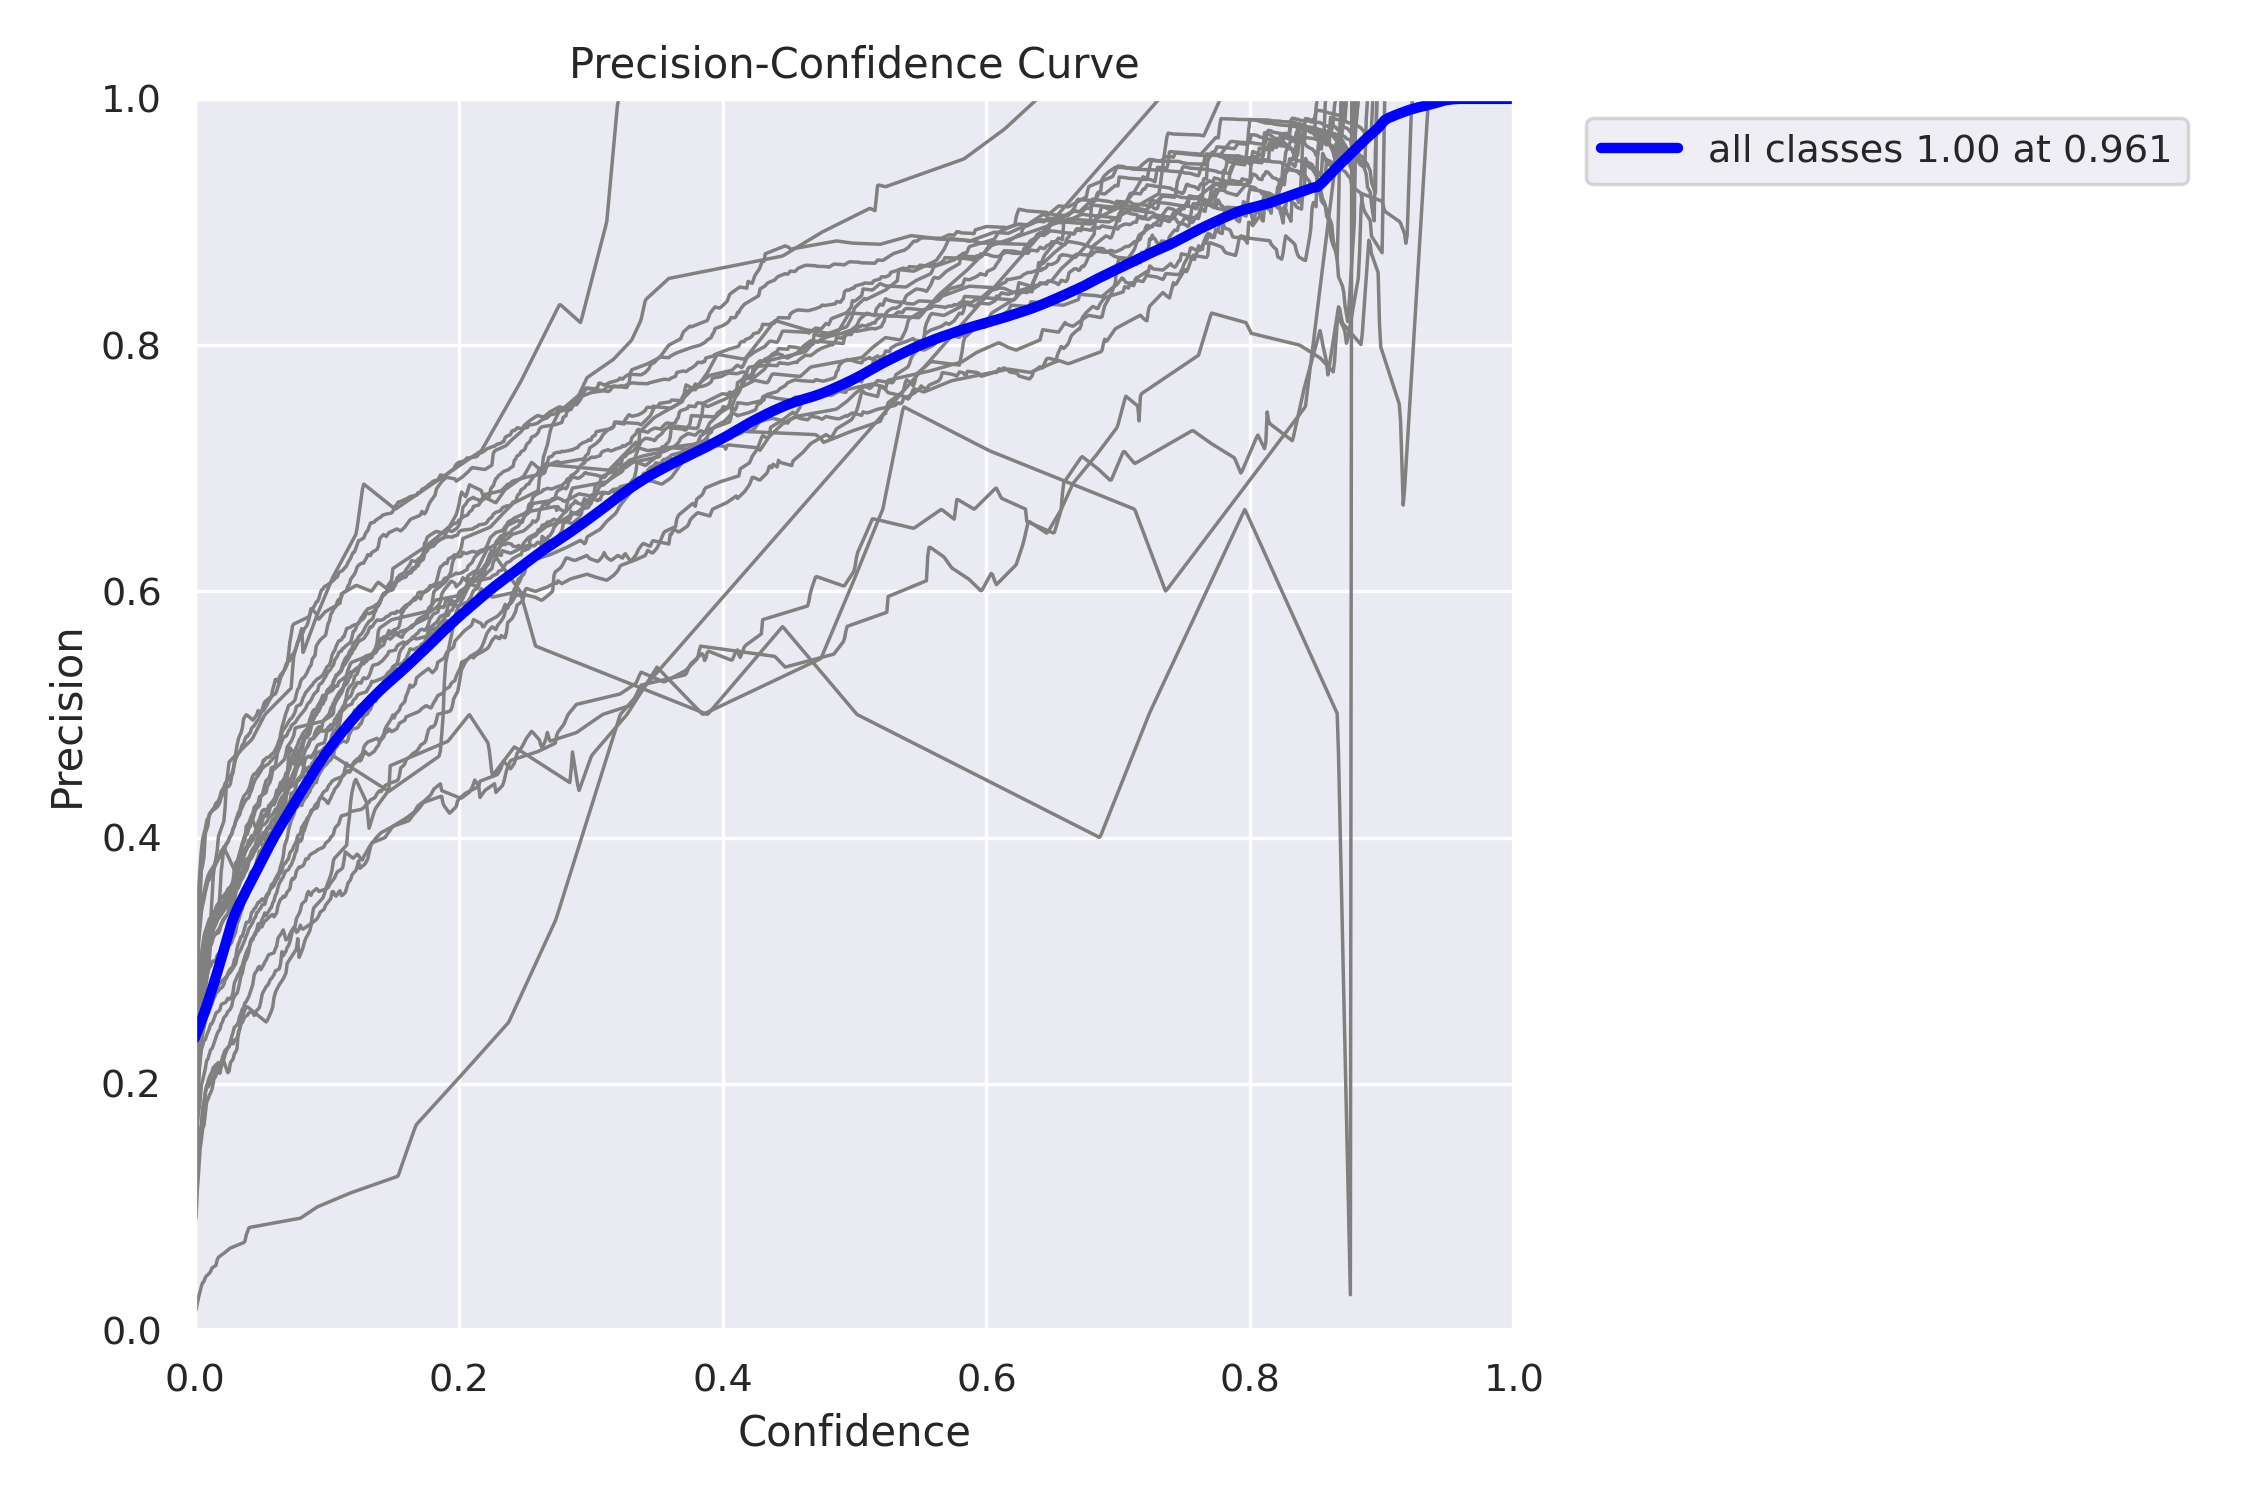 Precision-Confidence Curve
1.0
0.8
0.6
0.4
0.2
0.0
Precision
0.0 0.2 0.4 0.6 0.8 1.0
Confidence
all classes 1.00 at 0.961